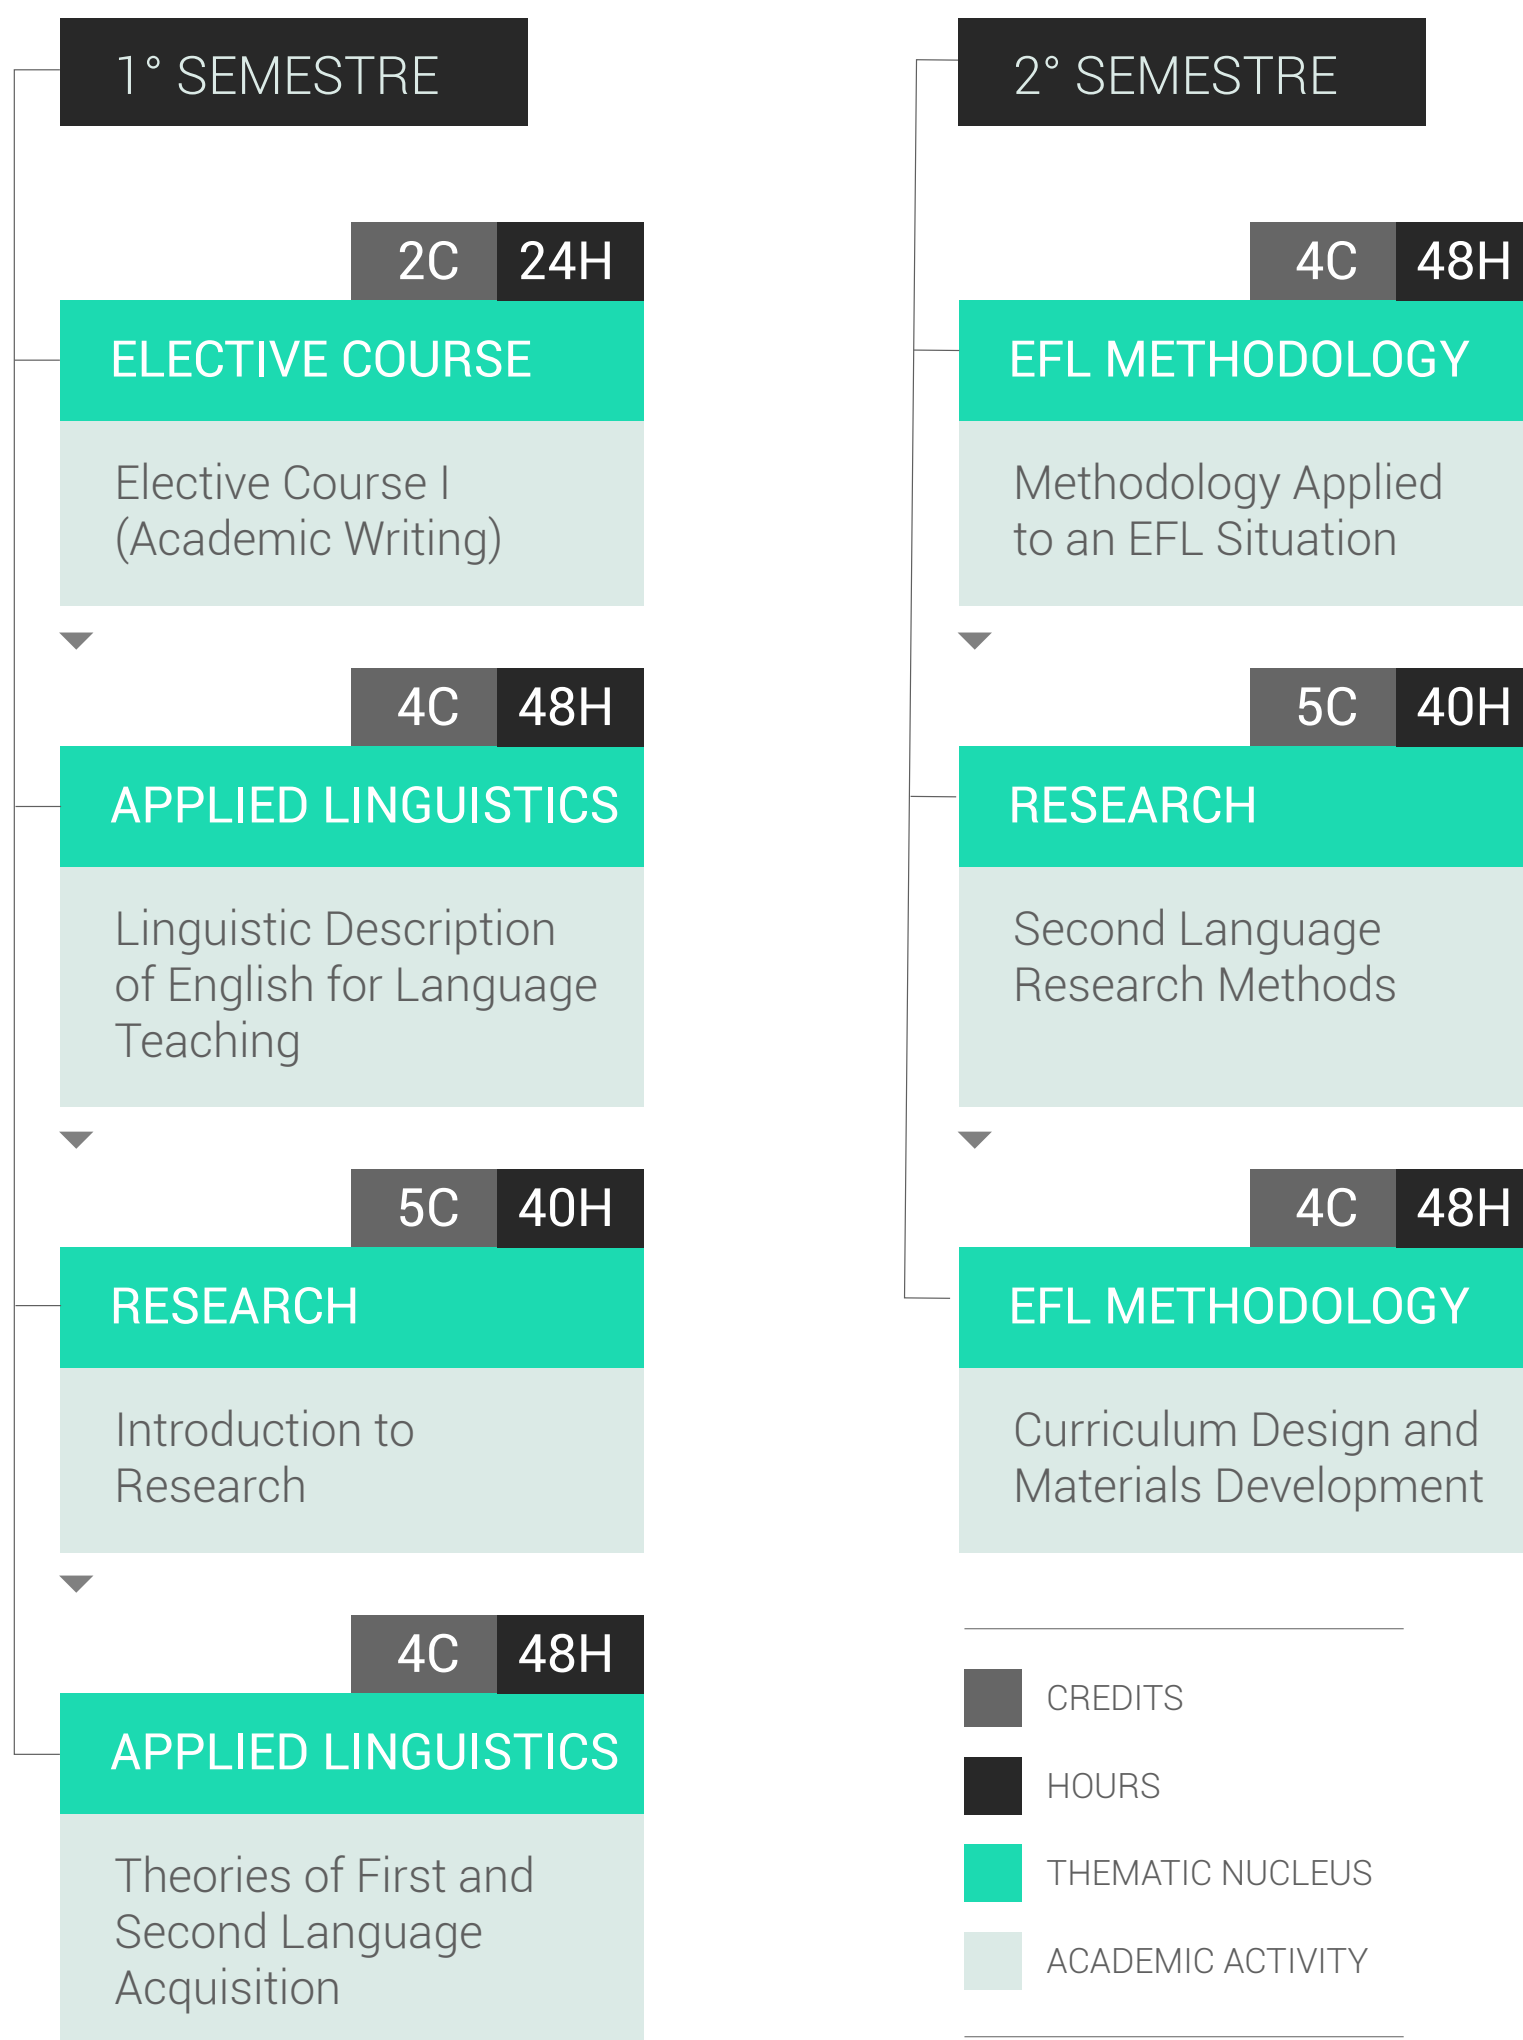 1° SEMESTRE
2C 24H
ELECTIVE COURSE
Elective Course I
(Academic Writing)
4C 48H
APPLIED LINGUISTICS
Linguistic Description
of English for Language
Teaching
5C 40H
RESEARCH
Introduction to
Research
4C 48H
APPLIED LINGUISTICS
Theories of First and
Second Language
Acquisition
2° SEMESTRE
4C 48H
EFL METHODOLOGY
Methodology Applied
to an EFL Situation
5C 40H
RESEARCH
Second Language
Research Methods
4C 48H
EFL METHODOLOGY
Curriculum Design and
Materials Development
CREDITS
HOURS
THEMATIC NUCLEUS
ACADEMIC ACTIVITY